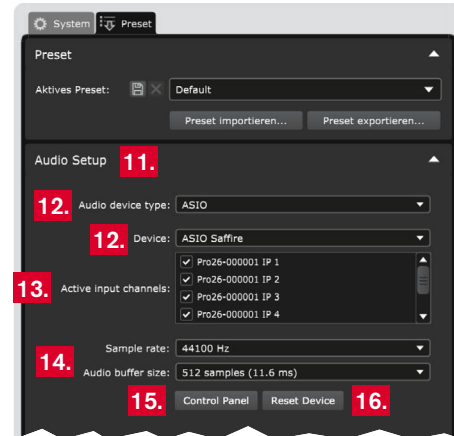 System Preset
Preset
Aktives Preset: Default
Preset importieren... Preset exportieren...
Audio Setup 11.
12. Audio device type: ASIO
12. Device: ASIO Saffire
Pro26-000001 IP 1
Pro26-000001 IP 2
13. Active input channels: Pro26-000001 IP 3
Pro26-000001 IP 4
Sample rate: 44100 Hz
14.
Audio buffer size: 512 samples (11.6 ms)
15. Control Panel Reset Device 16.